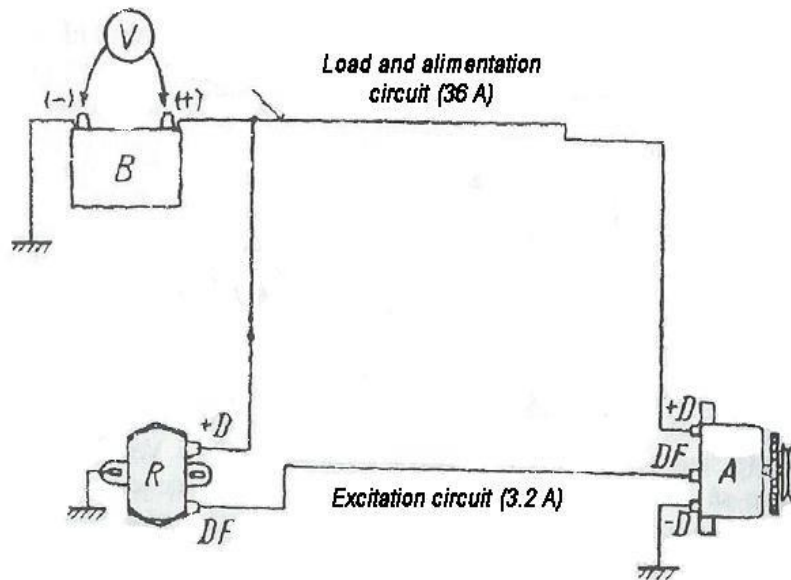 V
Load and alimentation
circuit (36 A)
(-)
(+)
B
+D
+D
DF
R
A
Excitation circuit (3.2 A)
DF
-D